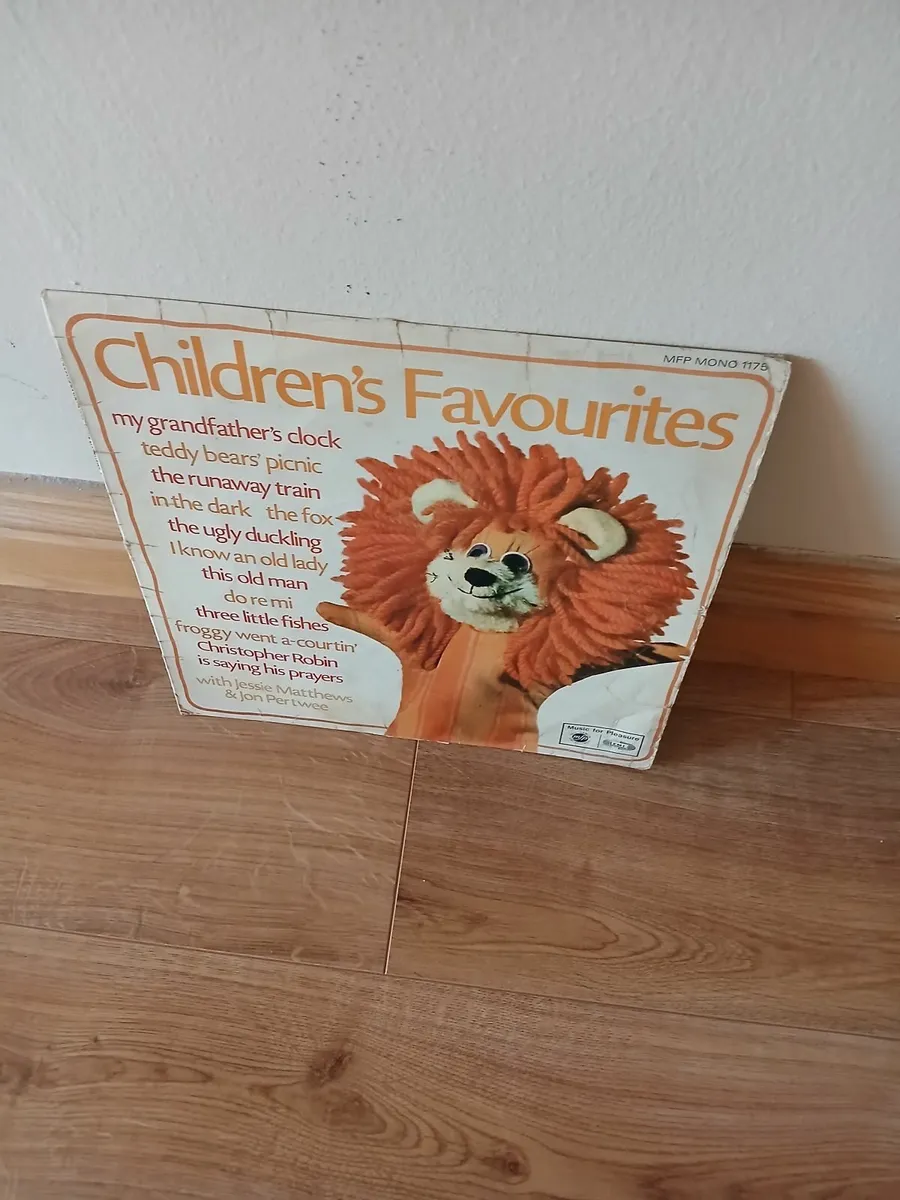 MFP MONO 1175
Children's Favourites
my grandfather's clock
teddy bears' picnic
the runaway train
in the dark the fox
the ugly duckling
I know an old lady
this old man
do re mi
three little fishes
froggy went a-courtin'
Christopher Robin
is saying his prayers
with Jessie Matthews
& Jon Pertwee
Music for Pleasure
mfp
EMI